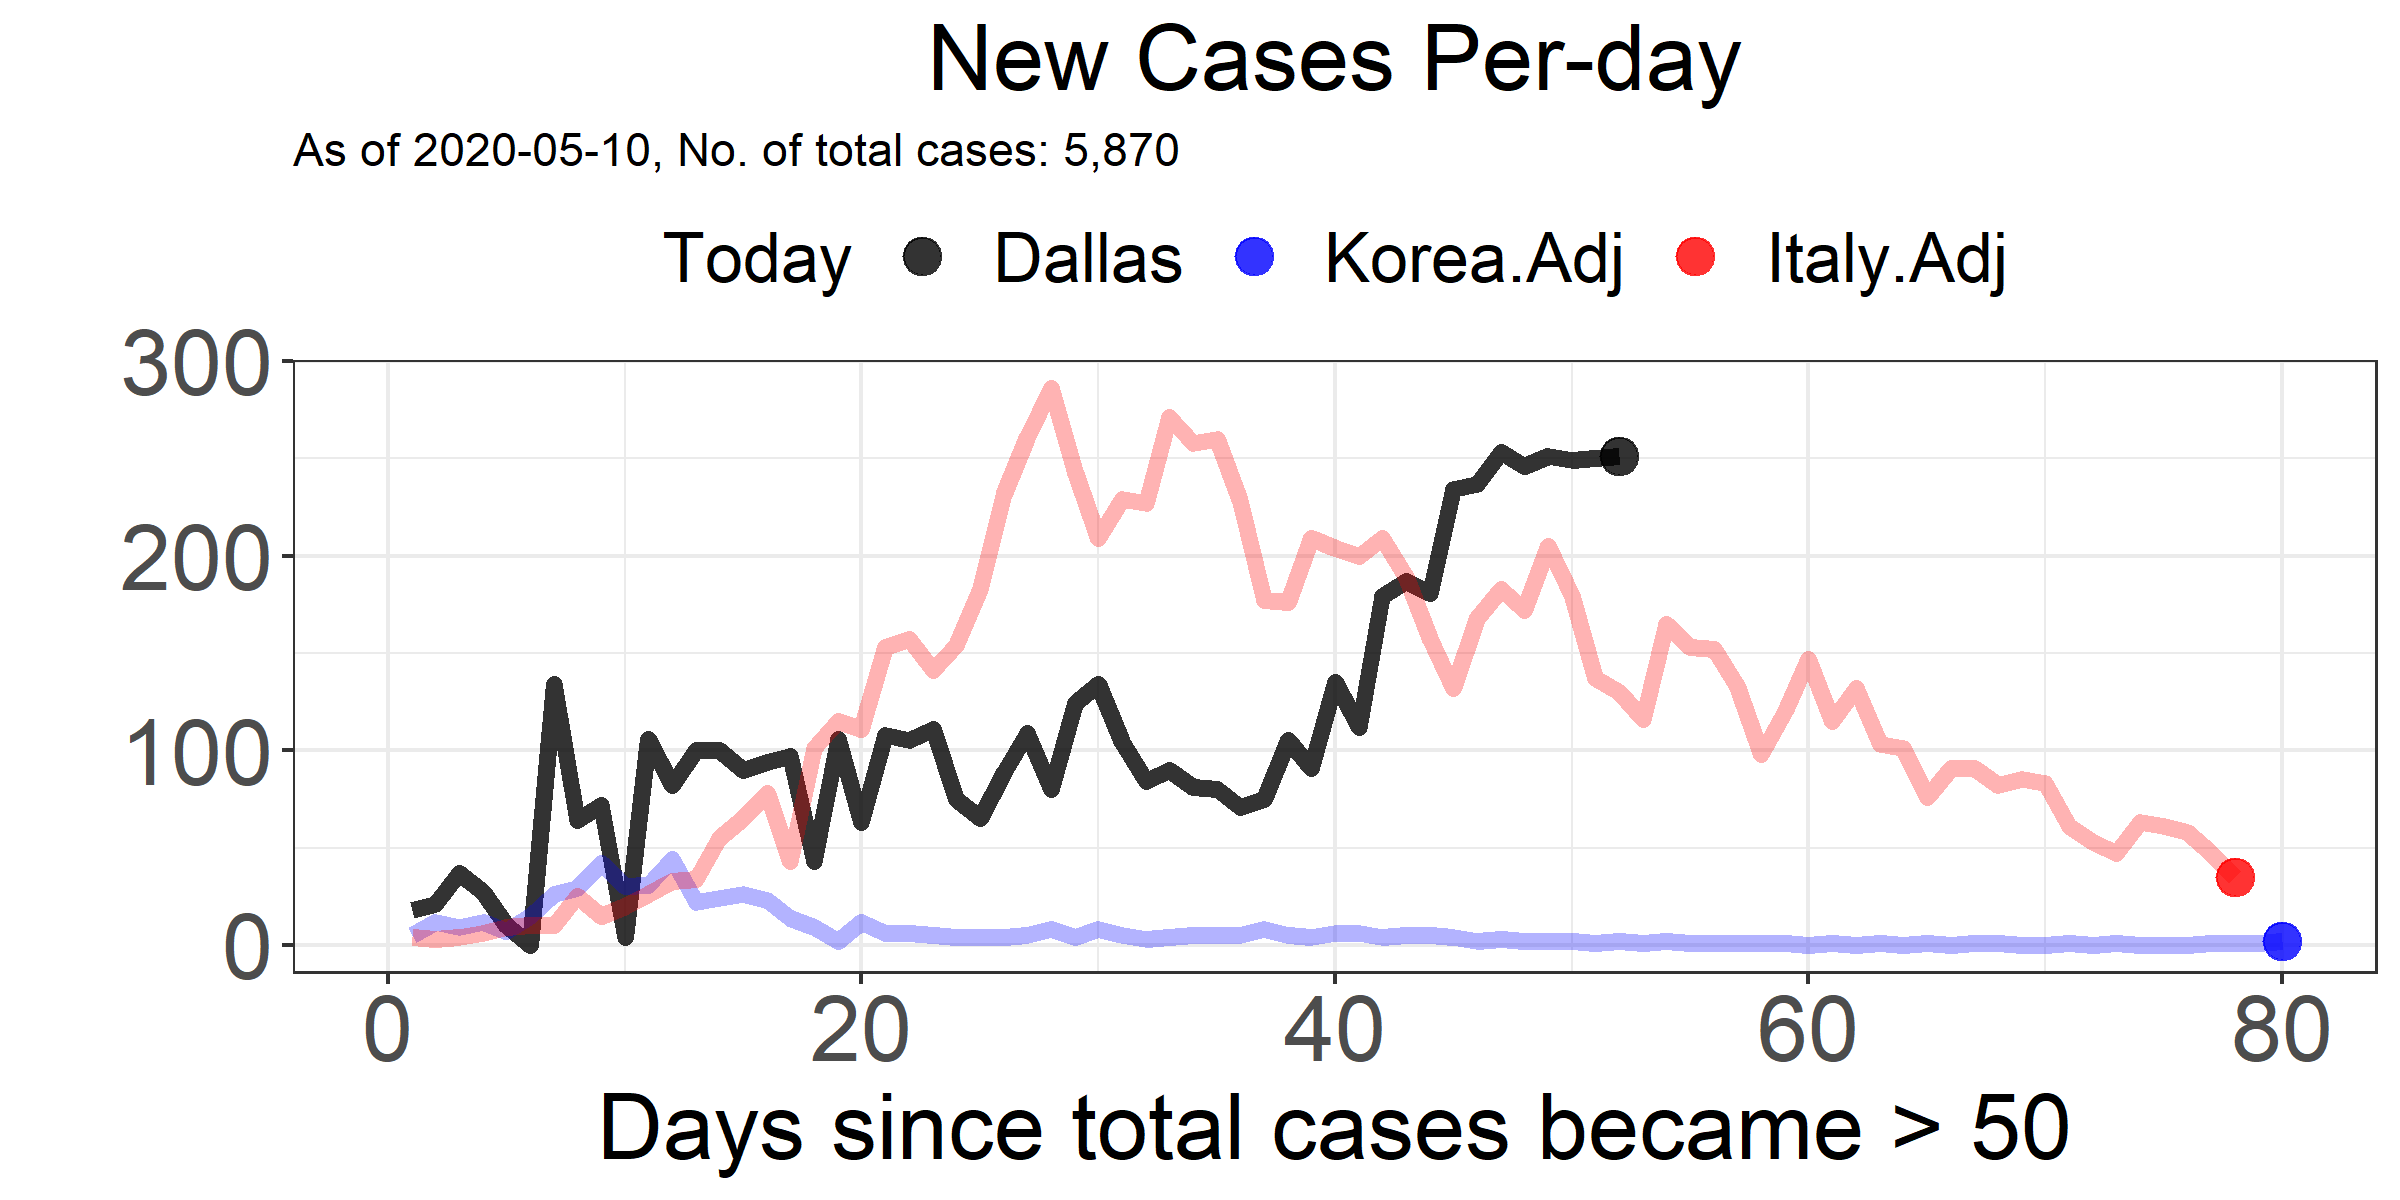 New Cases Per-day
As of 2020-05-10, No. of total cases: 5,870
Today Dallas Korea.Adj Italy.Adj
300
200
100
0
0 20 40 60 80
Days since total cases became > 50